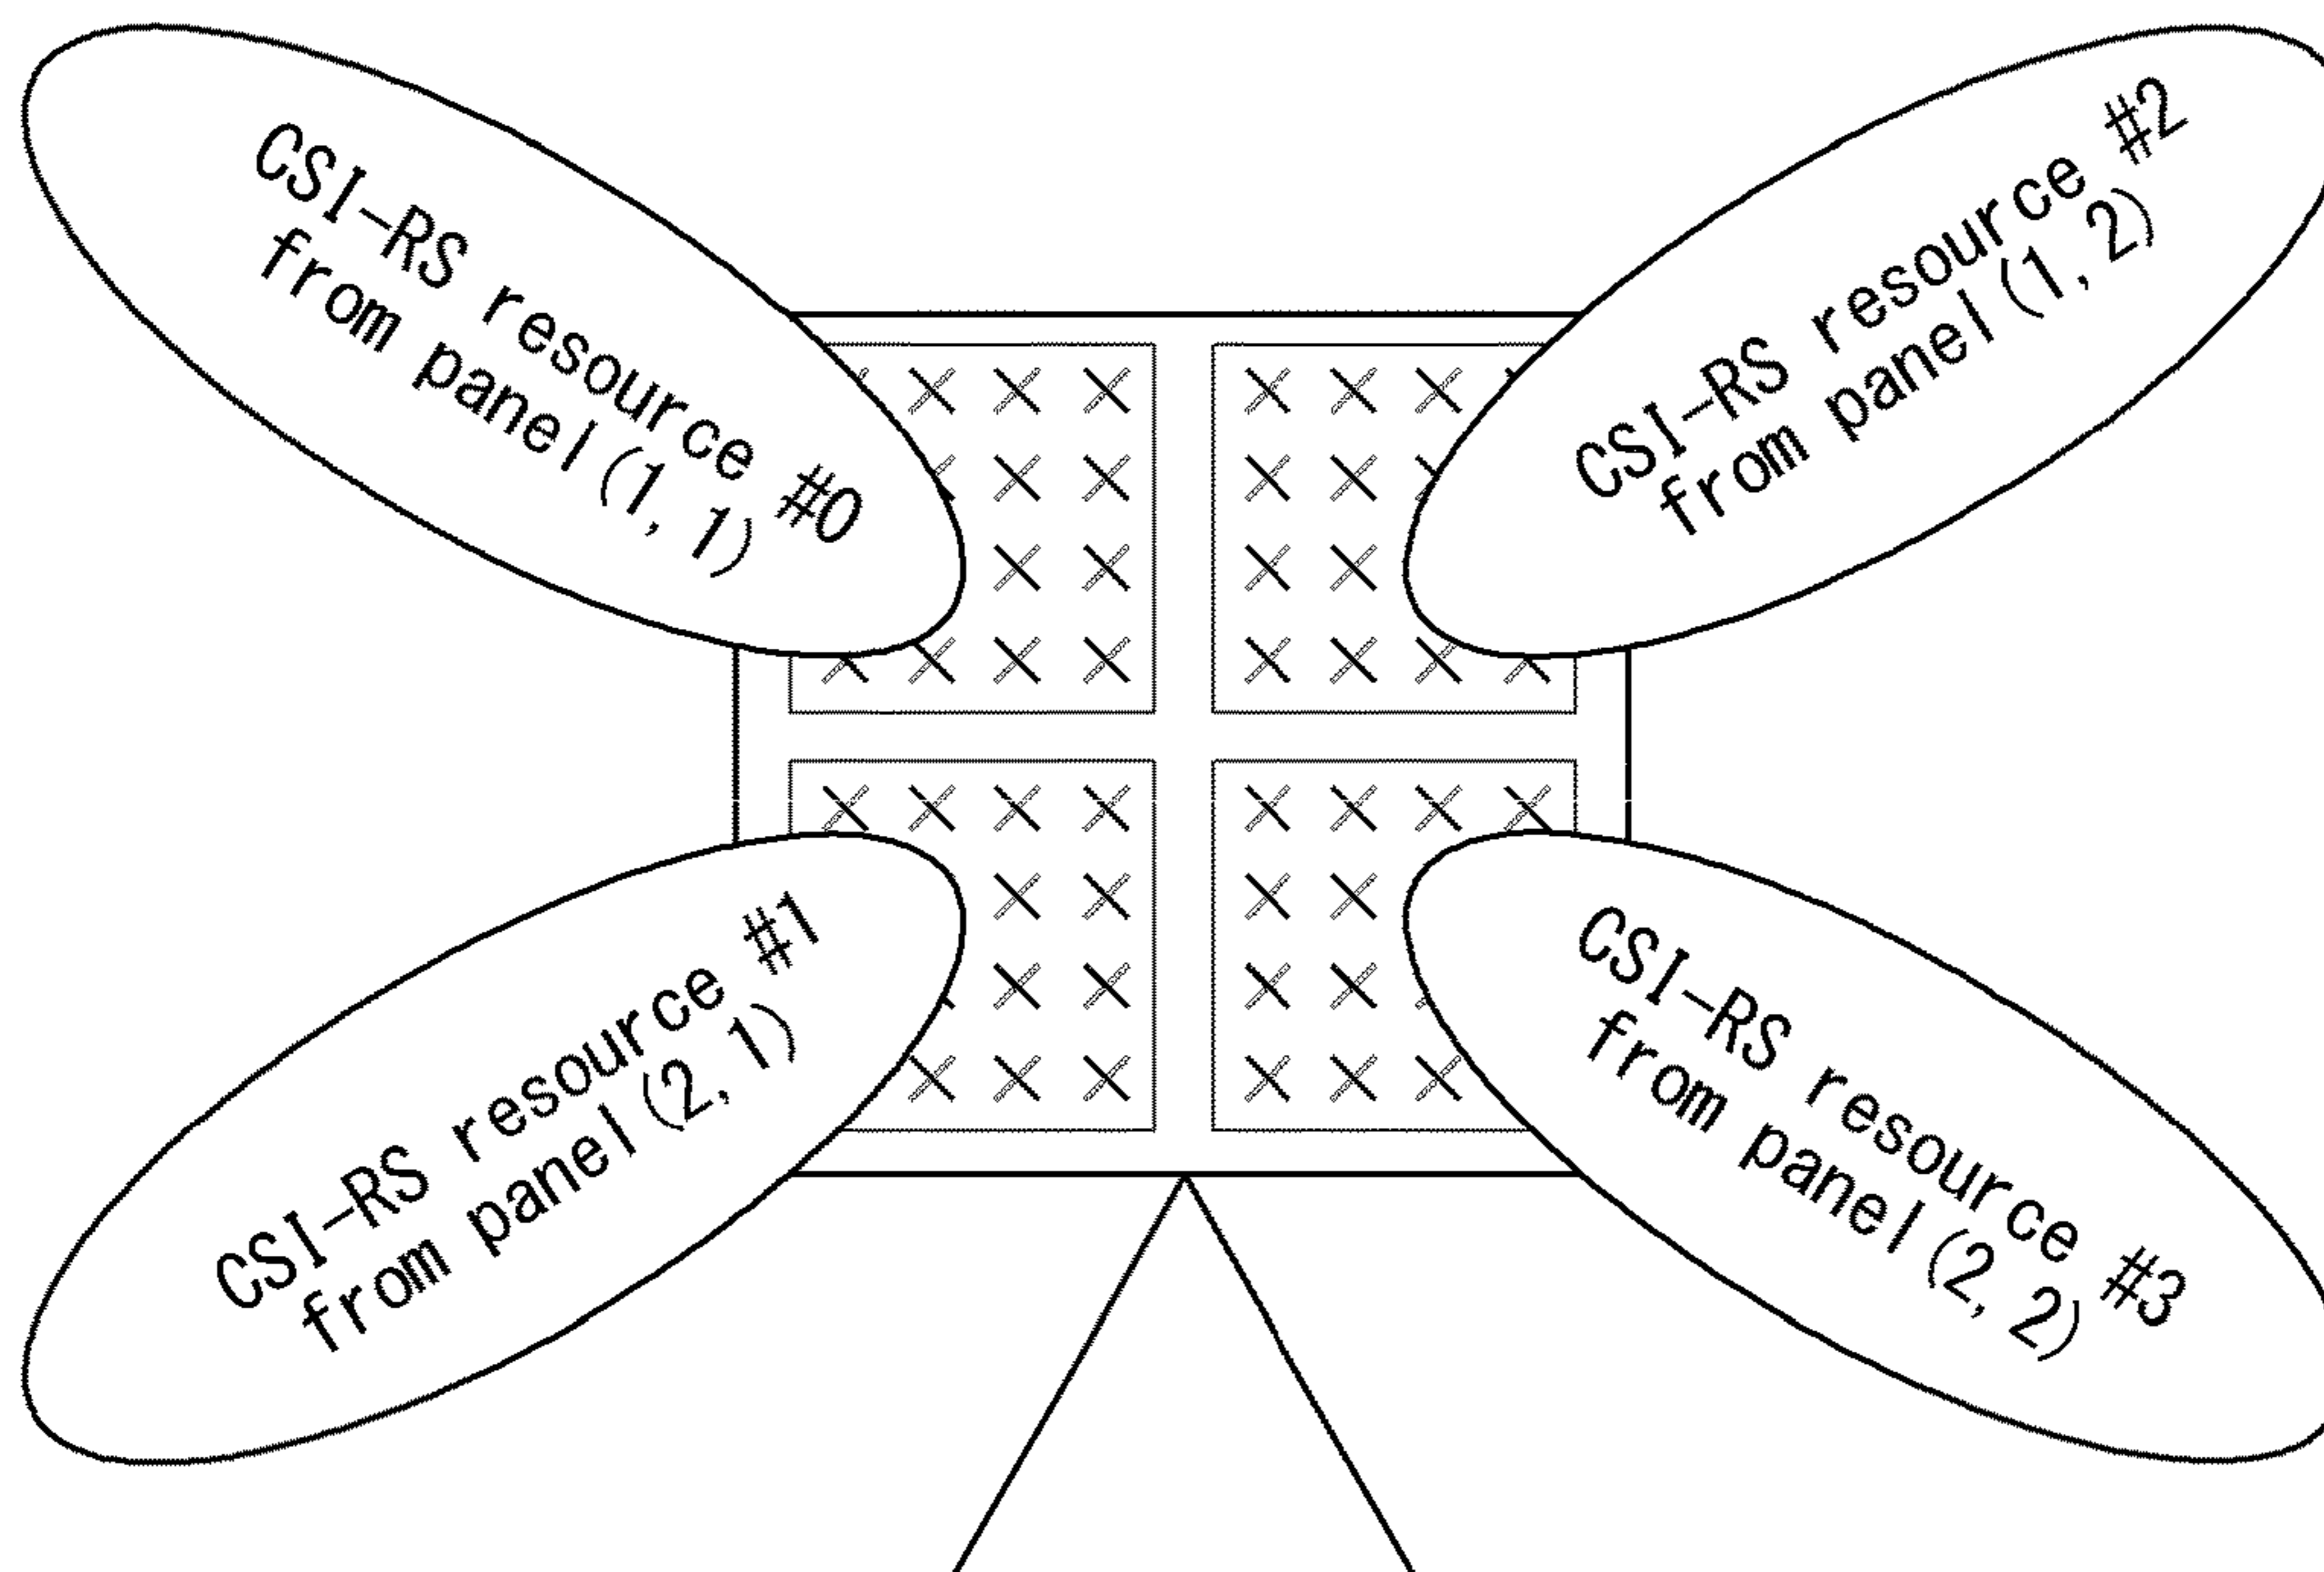 CSI-RS resource #0
from panel(1, 1)
CSI-RS resource #2
from panel(1, 2)
CSI-RS resource #1
from panel(2, 1)
CSI-RS resource #3
from panel(2, 2)